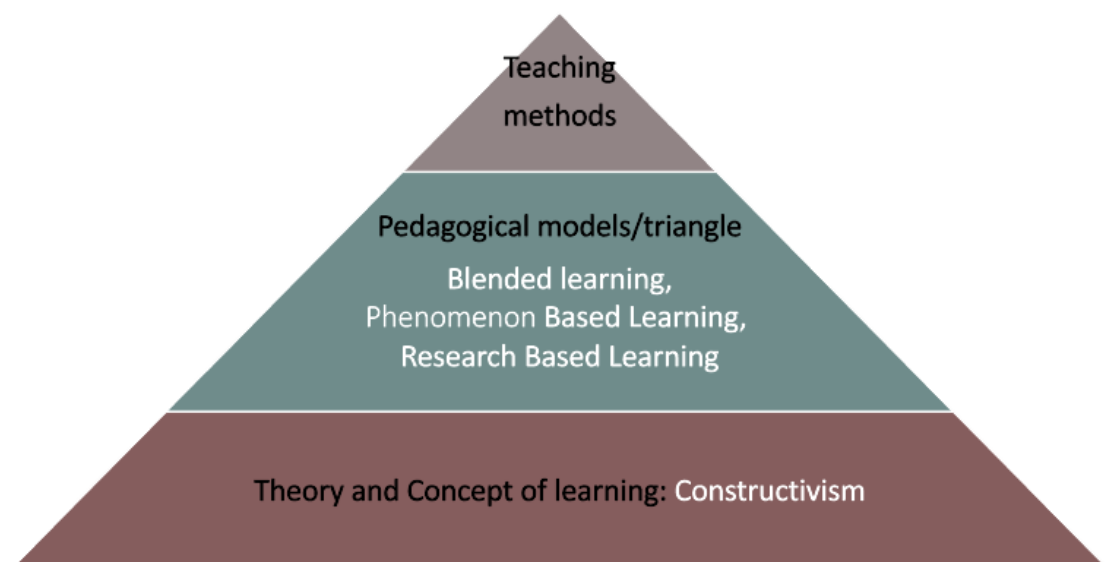 Teaching
methods
Pedagogical models/triangle
Blended learning,
Phenomenon Based Learning,
Research Based Learning
Theory and Concept of learning: Constructivism